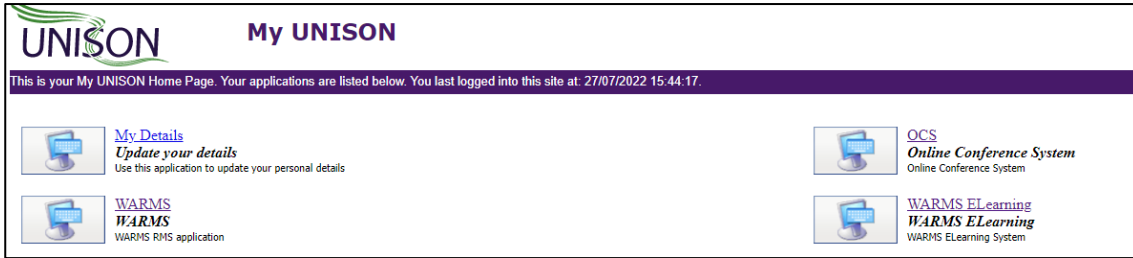 UNISON
My UNISON
This is your My UNISON Home Page. Your applications are listed below. You last logged into this site at: 27/07/2022 15:44:17.
My Details
Update your details
Use this application to update your personal details
OCS
Online Conference System
Online Conference System
WARMS
WARMS
WARMS RMS application
WARMS ELearning
WARMS ELearning
WARMS ELearning System